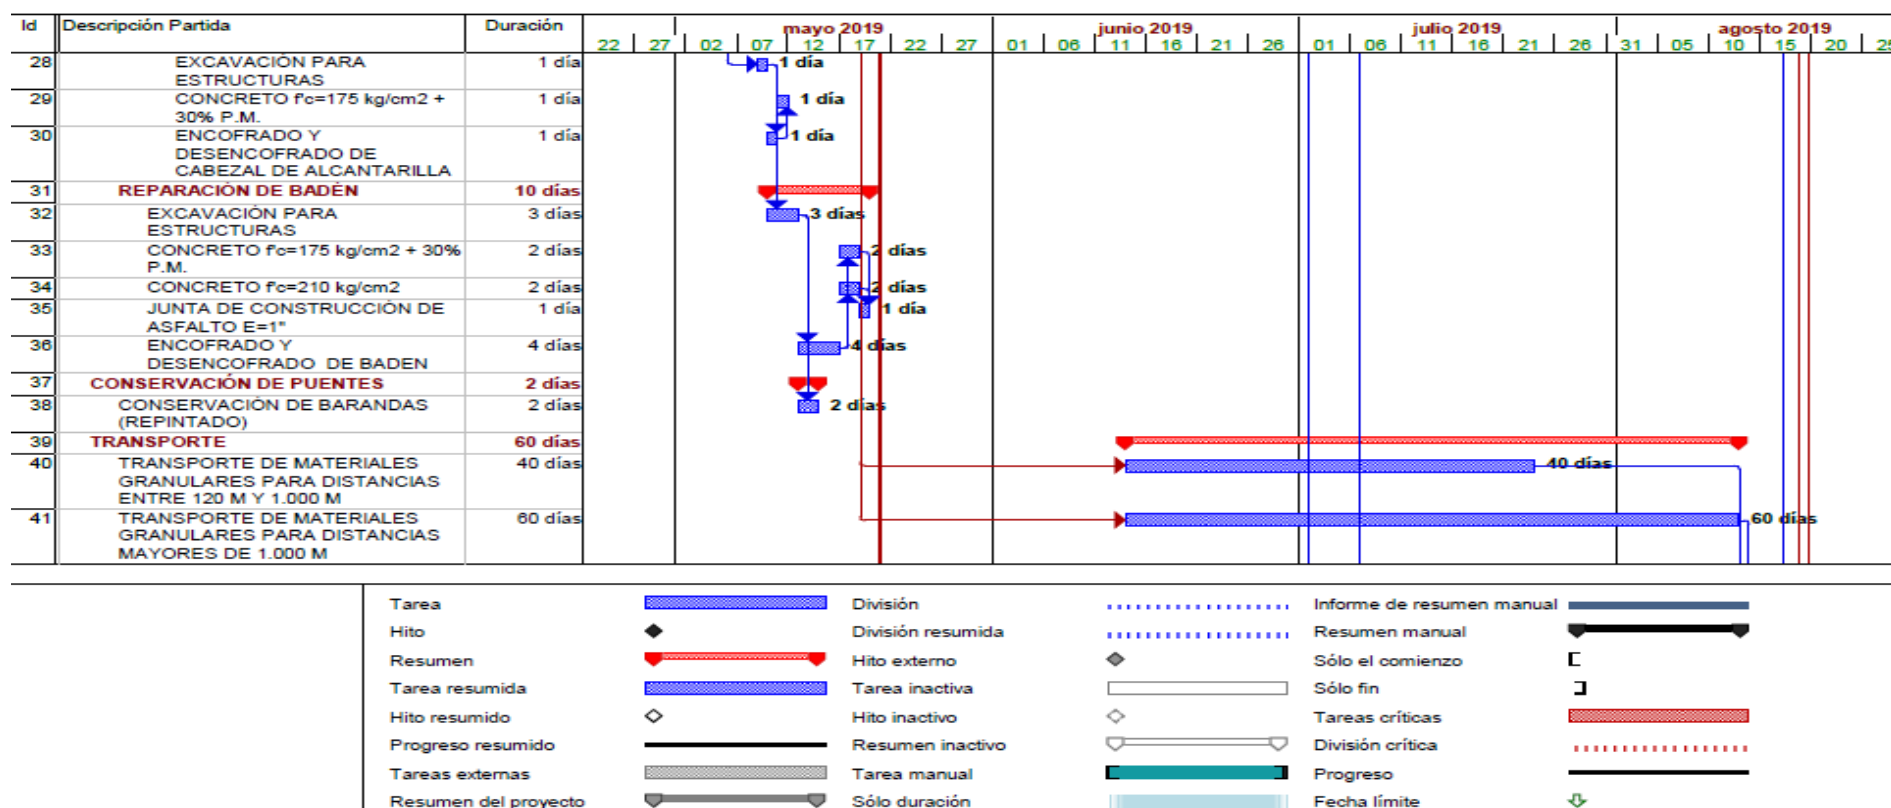 Id Descripción Partida Duración
mayo 2019 junio 2019 julio 2019 agosto 2019
22 27 02 07 12 17 22 27 01 06 11 16 21 26 01 06 11 16 21 26 31 05 10 15 20 25
28 EXCAVACIÓN PARA 1 día 1 día
ESTRUCTURAS
29 CONCRETO f'c=175 kg/cm2 + 1 día 1 día
30% P.M.
30 ENCOFRADO Y 1 día 1 día
DESENCOFRADO DE
CABEZAL DE ALCANTARILLA
31 REPARACIÓN DE BADÉN 10 días
32 EXCAVACIÓN PARA 3 días 3 días
ESTRUCTURAS
33 CONCRETO f'c=175 kg/cm2 + 30% 2 días 2 días
P.M.
34 CONCRETO f'c=210 kg/cm2 2 días 2 días
35 JUNTA DE CONSTRUCCIÓN DE 1 día 1 día
ASFALTO E=1"
36 ENCOFRADO Y 4 días 4 días
DESENCOFRADO DE BADEN
37 CONSERVACIÓN DE PUENTES 2 días
38 CONSERVACIÓN DE BARANDAS 2 días 2 días
(REPINTADO)
39 TRANSPORTE 60 días
40 TRANSPORTE DE MATERIALES 40 días 40 días
GRANULARES PARA DISTANCIAS
ENTRE 120 M Y 1.000 M
41 TRANSPORTE DE MATERIALES 60 días 60 días
GRANULARES PARA DISTANCIAS
MAYORES DE 1.000 M
Tarea División Informe de resumen manual
Hito División resumida Resumen manual
Resumen Hito externo Sólo el comienzo
Tarea resumida Tarea inactiva Sólo fin
Hito resumido Hito inactivo Tareas críticas
Progreso resumido Resumen inactivo División crítica
Tareas externas Tarea manual Progreso
Resumen del proyecto Sólo duración Fecha límite